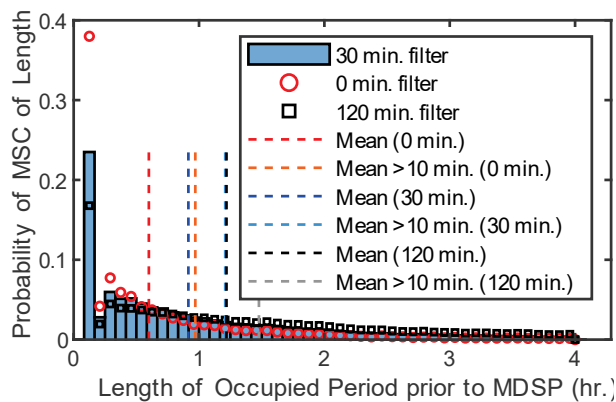 Probability of MSC of Length
0.4
0.3
0.2
0.1
0
30 min. filter
0 min. filter
120 min. filter
Mean (0 min.)
Mean >10 min. (0 min.)
Mean (30 min.)
Mean >10 min. (30 min.)
Mean (120 min.)
Mean >10 min. (120 min.)
0 1 2 3 4
Length of Occupied Period prior to MDSP (hr.)